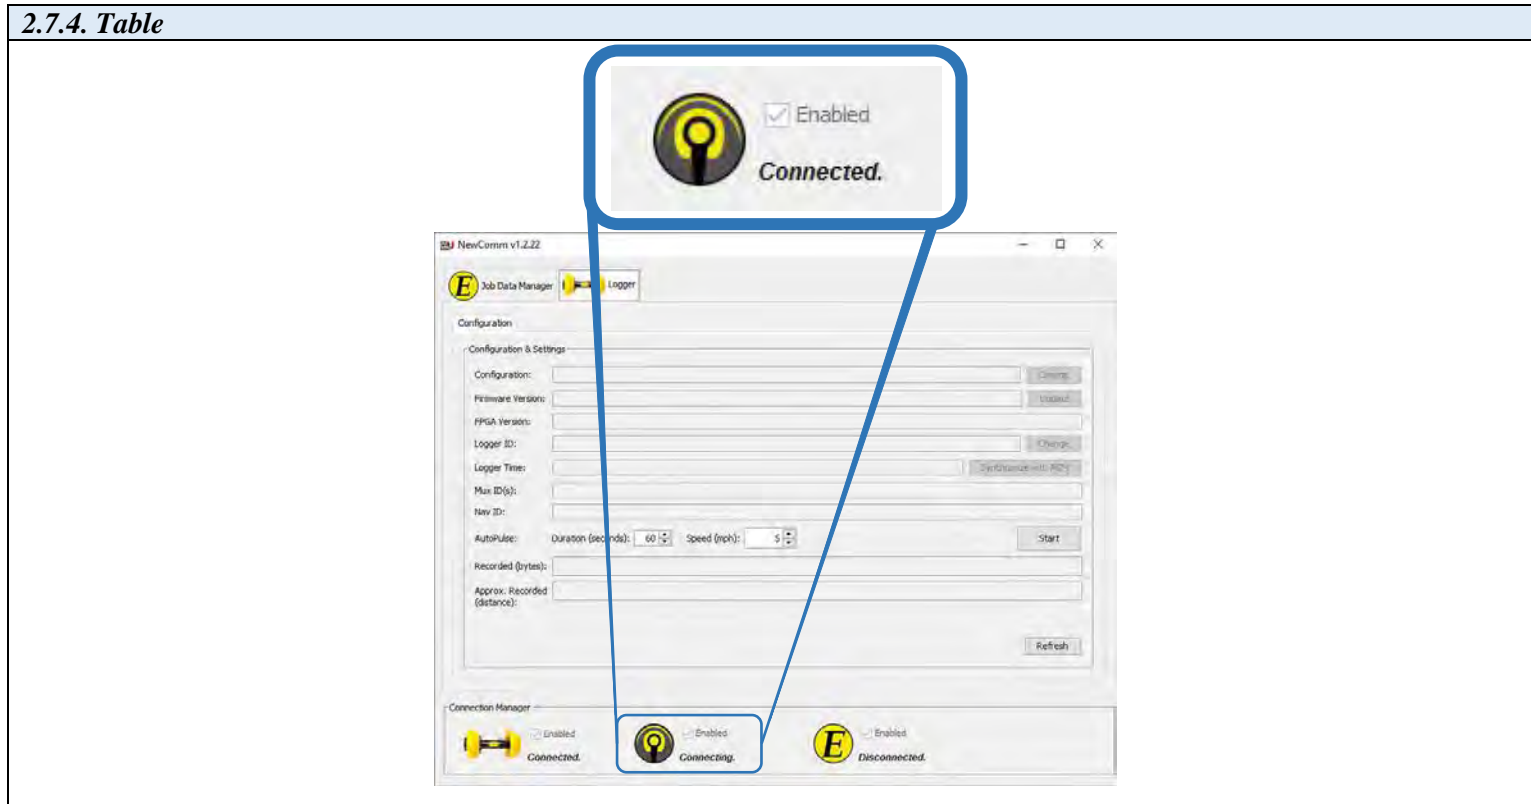 2.7.4. Table
Enabled
Connected.
NewComm v1.2.22
Job Data Manager Logger
Configuration
Configuration & Settings
Configuration:
Firmware Version:
FPGA Version:
Logger ID: Change
Logger Time:
Mux ID(s):
Nav ID:
AutoPulse: Duration (seconds): 60 Speed (mph): 5 Start
Recorded (bytes):
Approx. Recorded
(distance):
Refresh
Connection Manager
Enabled Enabled Enabled
Connected. Connecting. Disconnected.